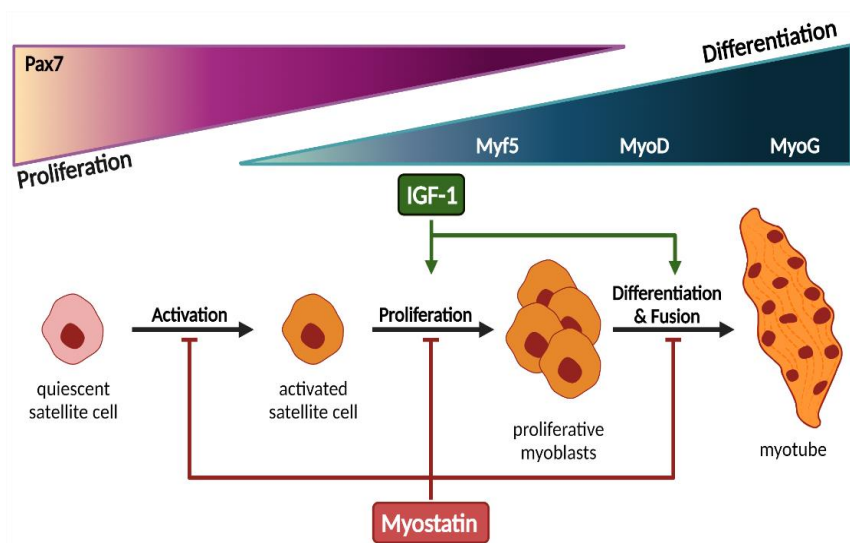 Pax7
Proliferation
Differentiation
Myf5
MyoD
MyoG
IGF-1
Activation
Proliferation
Differentiation
& Fusion
quiescent
satellite cell
activated
satellite cell
proliferative
myoblasts
myotube
Myostatin